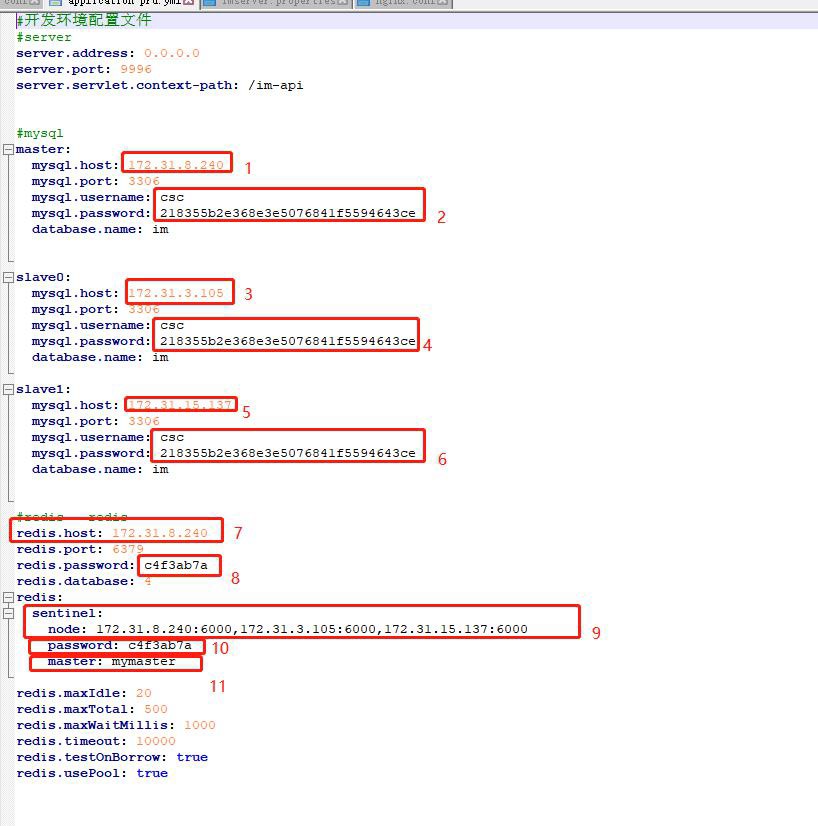 application-prd.yml
imserver.properties
nginx.conf
#开发环境配置文件
#server
server.address: 0.0.0.0
server.port: 9996
server.servlet.context-path: /im-api
#mysql
master:
mysql.host: 172.31.8.240 1
mysql.port: 3306
mysql.username: csc
mysql.password: 218355b2e368e3e5076841f5594643ce 2
database.name: im
slave0:
mysql.host: 172.31.3.105 3
mysql.port: 3306
mysql.username: csc
mysql.password: 218355b2e368e3e5076841f5594643ce 4
database.name: im
slave1:
mysql.host: 172.31.15.137 5
mysql.port: 3306
mysql.username: csc
mysql.password: 218355b2e368e3e5076841f5594643ce 6
database.name: im
#redis redis
redis.host: 172.31.8.240 7
redis.port: 6379
redis.password: c4f3ab7a 8
redis.database: 4
redis:
sentinel:
node: 172.31.8.240:6000,172.31.3.105:6000,172.31.15.137:6000 9
password: c4f3ab7a 10
master: mymaster
11
redis.maxIdle: 20
redis.maxTotal: 500
redis.maxWaitMillis: 1000
redis.timeout: 10000
redis.testOnBorrow: true
redis.usePool: true